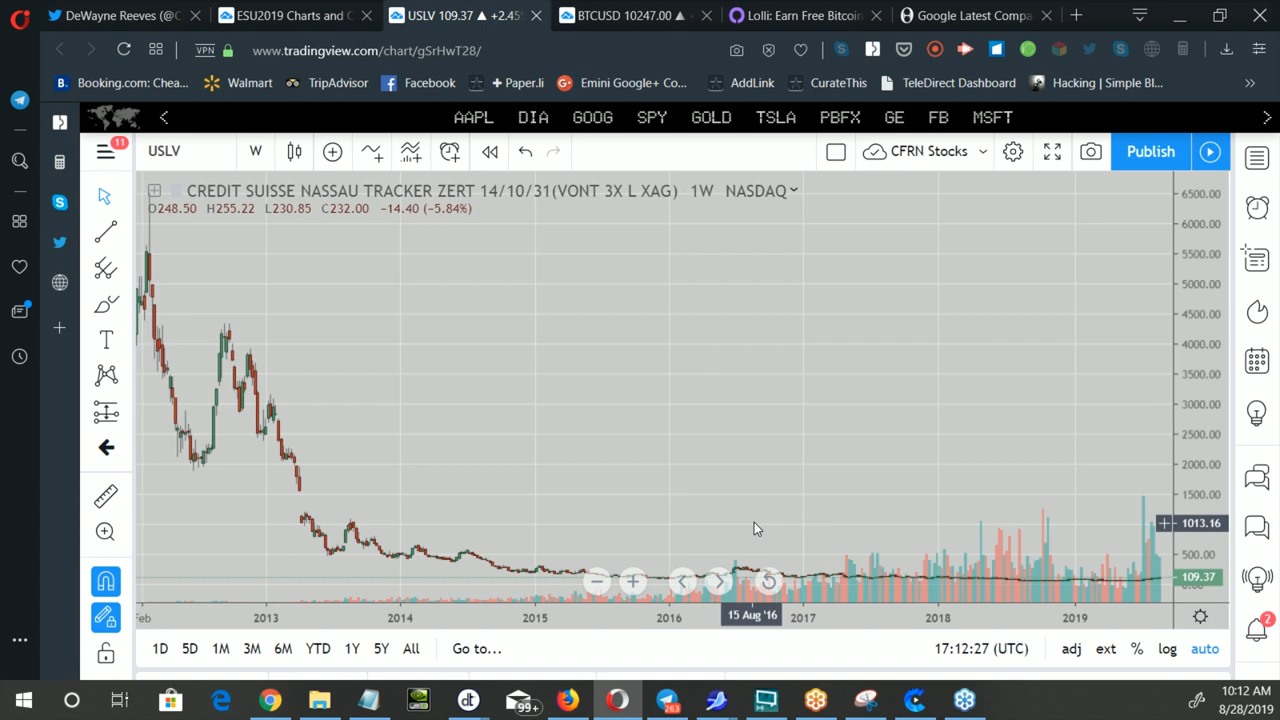 DeWayne Reeves (@C
ESU2019 Charts and C
USLV 109.37 ▲ +2.45%
BTCUSD 10247.00 ▲
Lolli: Earn Free Bitcoin
Google Latest Compa
VPN www.tradingview.com/chart/gSrHwT28/
Booking.com: Chea... Walmart TripAdvisor Facebook + Paper.li Emini Google+ Co... AddLink CurateThis TeleDirect Dashboard Hacking | Simple Bl...
AAPL DIA GOOG SPY GOLD TSLA PBFX GE FB MSFT
11
USLV W CFRN Stocks Publish
CREDIT SUISSE NASSAU TRACKER ZERT 14/10/31(VONT 3X L XAG) 1W NASDAQ
O248.50 H255.22 L230.85 C232.00 -14.40 (-5.84%)
6500.00
6000.00
5500.00
5000.00
4500.00
4000.00
3500.00
3000.00
2500.00
2000.00
1500.00
1013.16
500.00
109.37
15 Aug '16
2013 2014 2015 2016 2017 2018 2019
2
1D 5D 1M 3M 6M YTD 1Y 5Y All Go to... 17:12:27 (UTC) adj ext % log auto
99+
263
10:12 AM
8/28/2019